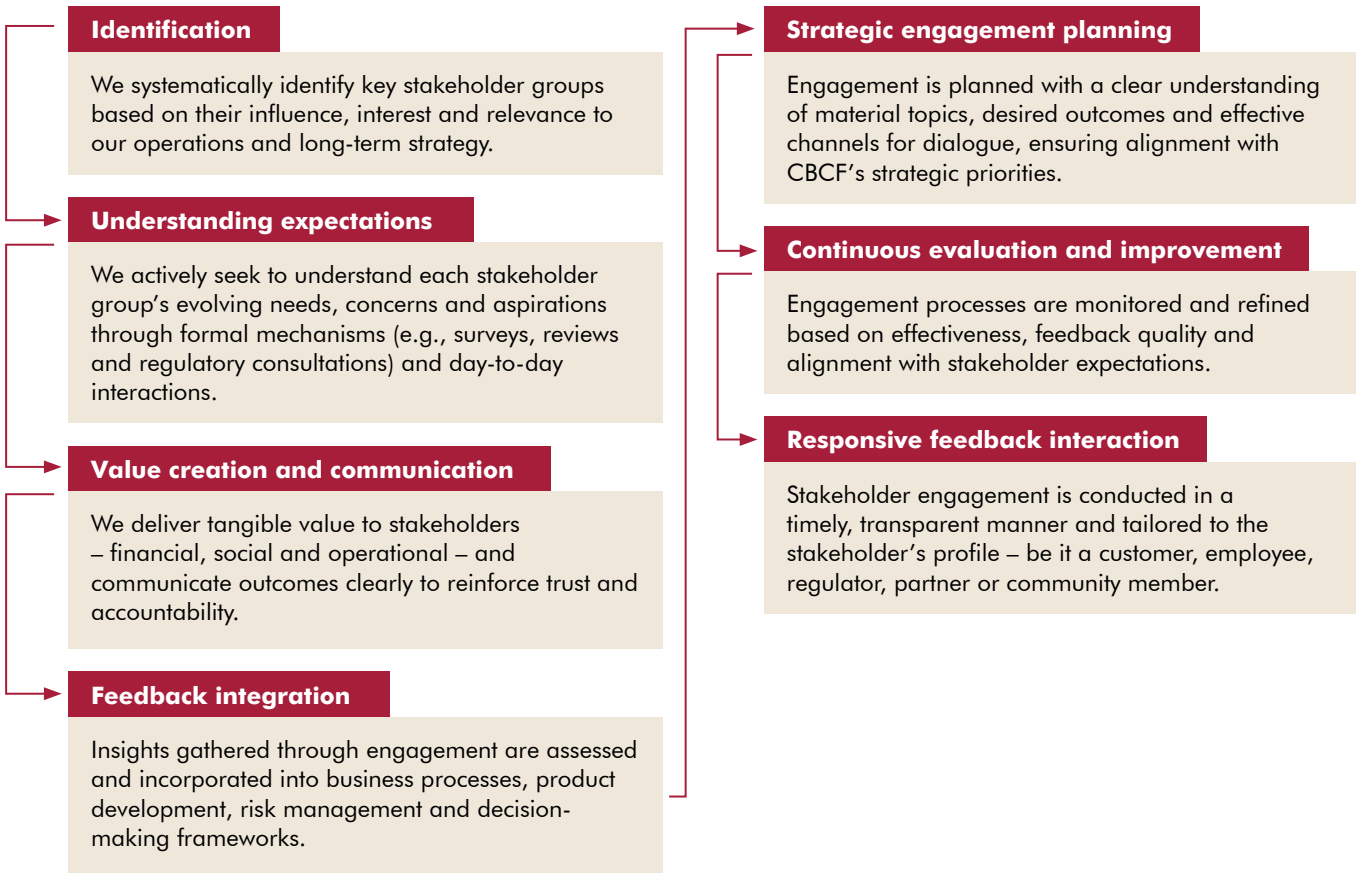 Identification
We systematically identify key stakeholder groups
based on their influence, interest and relevance to
our operations and long-term strategy.
Understanding expectations
We actively seek to understand each stakeholder
group's evolving needs, concerns and aspirations
through formal mechanisms (e.g., surveys, reviews
and regulatory consultations) and day-to-day
interactions.
Value creation and communication
We deliver tangible value to stakeholders
– financial, social and operational – and
communicate outcomes clearly to reinforce trust and
accountability.
Feedback integration
Insights gathered through engagement are assessed
and incorporated into business processes, product
development, risk management and decision-
making frameworks.
Strategic engagement planning
Engagement is planned with a clear understanding
of material topics, desired outcomes and effective
channels for dialogue, ensuring alignment with
CBCF's strategic priorities.
Continuous evaluation and improvement
Engagement processes are monitored and refined
based on effectiveness, feedback quality and
alignment with stakeholder expectations.
Responsive feedback interaction
Stakeholder engagement is conducted in a
timely, transparent manner and tailored to the
stakeholder's profile – be it a customer, employee,
regulator, partner or community member.